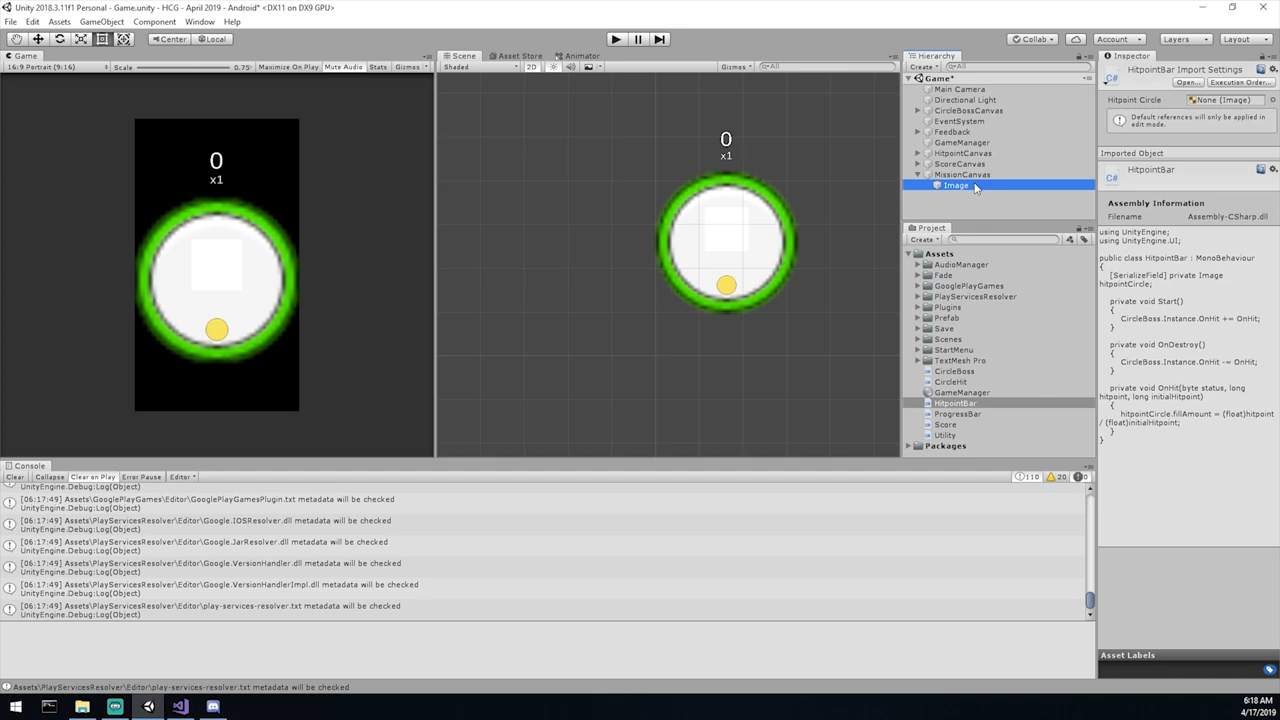 Unity 2018.3.11f1 Personal - Game.unity - HCG - April 2019 - Android* <DX11 on DX9 GPU>
File Edit Assets GameObject Component Window Help
Center Local Collab Account Layers Layout
Game
16:9 Portrait (9:16) Scale 0.75 Maximize On Play Mute Audio Stats Gizmos
0
x1
Scene Asset Store Animator
Shaded 2D Gizmos All
0
x1
Hierarchy
Create All
Game*
Main Camera
Directional Light
CircleBossCanvas
EventSystem
Feedback
GameManager
HitpointCanvas
ScoreCanvas
MissionCanvas
Image
Project
Create
Assets
AudioManager
Fade
GooglePlayGames
PlayServicesResolver
Plugins
Prefab
Save
Scenes
StartMenu
TextMesh Pro
CircleBoss
CircleHit
GameManager
HitpointBar
ProgressBar
Score
Utility
Packages
Inspector
HitpointBar Import Settings
Open... Execution Order...
Hitpoint Circle None (Image)
Default references will only be applied in
edit mode.
Imported Object
HitpointBar
Assembly Information
Filename Assembly-CSharp.dll
using UnityEngine;
using UnityEngine.UI;
public class HitpointBar : MonoBehaviour
{
[SerializeField] private Image
hitpointCircle;
private void Start()
{
CircleBoss.Instance.OnHit += OnHit;
}
private void OnDestroy()
{
CircleBoss.Instance.OnHit -= OnHit;
}
private void OnHit(byte status, long
hitpoint, long initialHitpoint)
{
hitpointCircle.fillAmount = (float)hitpoint
/ (float)initialHitpoint;
}
}
Asset Labels
Console
Clear Collapse Clear on Play Error Pause Editor 110 20 0
UnityEngine.Debug:Log(Object)
[06:17:49] Assets\GooglePlayGames\Editor\GooglePlayGamesPlugin.txt metadata will be checked
UnityEngine.Debug:Log(Object)
[06:17:49] Assets\PlayServicesResolver\Editor\Google.IOSResolver.dll metadata will be checked
UnityEngine.Debug:Log(Object)
[06:17:49] Assets\PlayServicesResolver\Editor\Google.JarResolver.dll metadata will be checked
UnityEngine.Debug:Log(Object)
[06:17:49] Assets\PlayServicesResolver\Editor\Google.VersionHandler.dll metadata will be checked
UnityEngine.Debug:Log(Object)
[06:17:49] Assets\PlayServicesResolver\Editor\Google.VersionHandlerImpl.dll metadata will be checked
UnityEngine.Debug:Log(Object)
[06:17:49] Assets\PlayServicesResolver\Editor\play-services-resolver.txt metadata will be checked
UnityEngine.Debug:Log(Object)
Assets\PlayServicesResolver\Editor\play-services-resolver.txt metadata will be checked
6:18 AM
4/17/2019